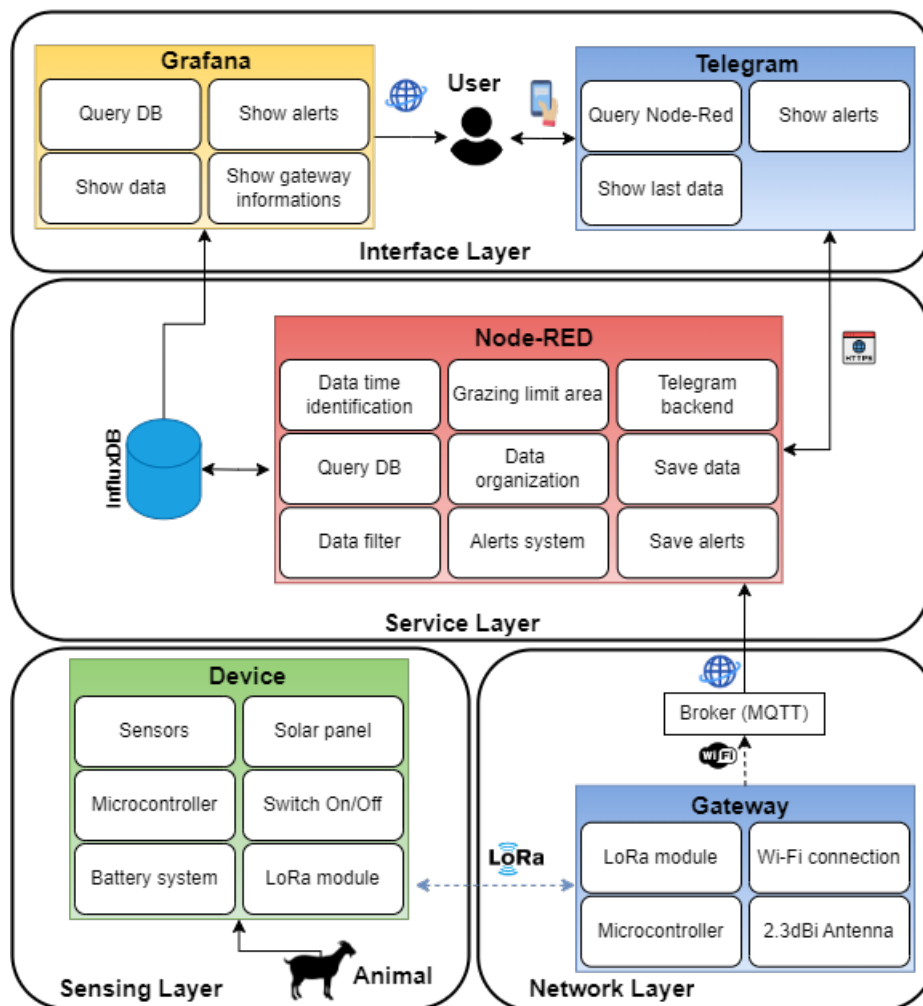 Grafana
Query DB
Show alerts
Show data
Show gateway
informations
User
Telegram
Query Node-Red
Show alerts
Show last data
Interface Layer
Node-RED
Data time
identification
Grazing limit area
Telegram
backend
Query DB
Data
organization
Save data
Data filter
Alerts system
Save alerts
InfluxDB
HTTPS
Service Layer
Device
Sensors
Solar panel
Microcontroller
Switch On/Off
Battery system
LoRa module
Animal
Sensing Layer
LoRa
Broker (MQTT)
WiFi
Gateway
LoRa module
Wi-Fi connection
Microcontroller
2.3dBi Antenna
Network Layer